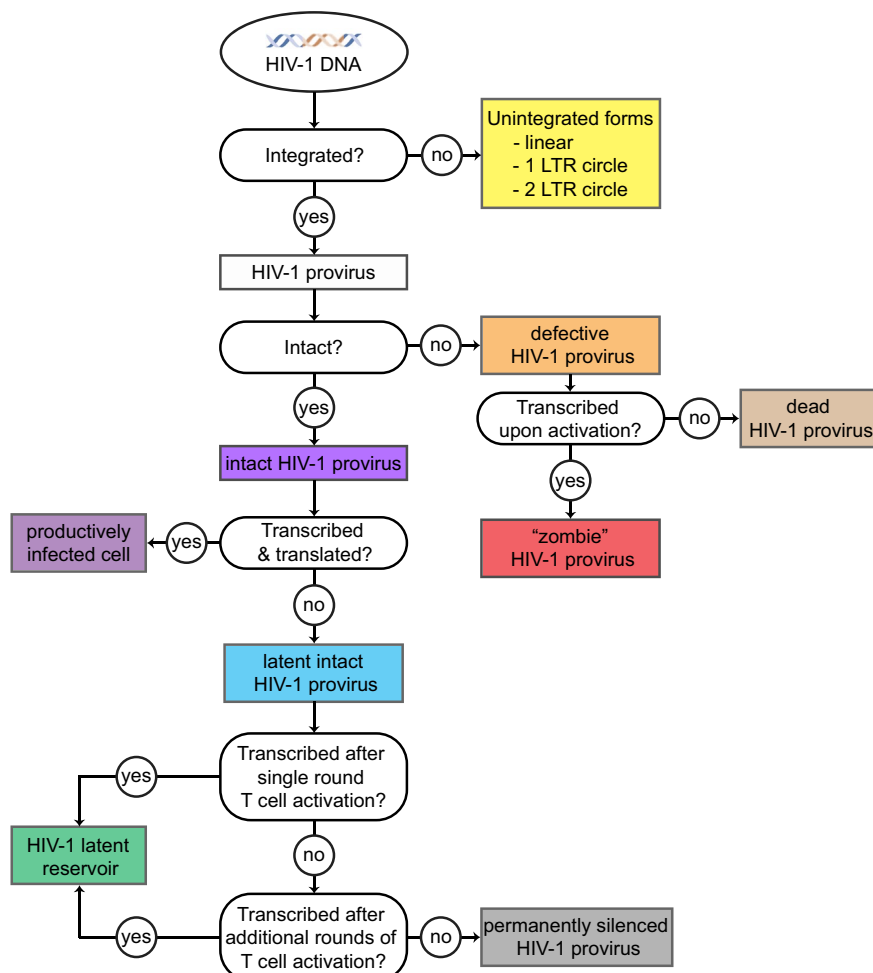 HIV-1 DNA
Integrated?
no
Unintegrated forms
- linear
- 1 LTR circle
- 2 LTR circle
yes
HIV-1 provirus
Intact?
no
defective
HIV-1 provirus
yes
Transcribed
upon activation?
no
dead
HIV-1 provirus
intact HIV-1 provirus
yes
productively
infected cell
yes
Transcribed
& translated?
“zombie”
HIV-1 provirus
no
latent intact
HIV-1 provirus
Transcribed after
single round
T cell activation?
yes
HIV-1 latent
reservoir
no
yes
Transcribed after
additional rounds of
T cell activation?
no
permanently silenced
HIV-1 provirus